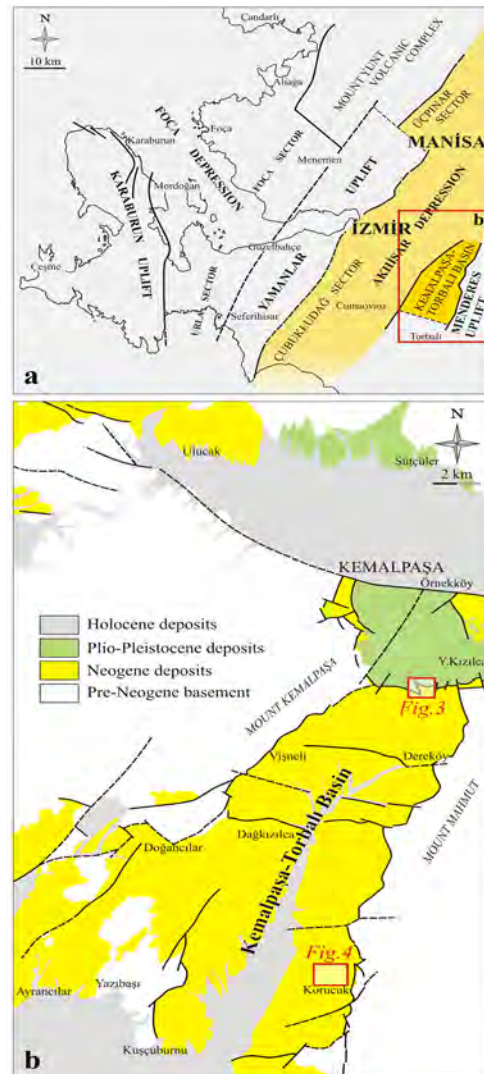 N
10 km
Çandarlı
Aliağa
MOUNT YUNT
VOLCANIC
COMPLEX
ÜÇPINAR
SECTOR
FOÇA
DEPRESSION
Foça
FOÇA SECTOR
Menemen
MANİSA
Karaburun
KARABURUN
UPLIFT
Mordoğan
UPLIFT
YAMANLAR
İZMİR
AKHİSAR DEPRESSION
b
Güzelbahçe
Çeşme
SECTOR
Seferihisar
ÇUBUKLUDAĞ SECTOR
Cumaovası
KEMALPAŞA-
TORBALI BASIN
MENDERES
UPLIFT
Torbalı
a
N
2 km
Ulucak
Sütçüler
KEMALPAŞA
Örnekköy
Holocene deposits
Plio-Pleistocene deposits
Neogene deposits
Pre-Neogene basement
Y.Kızılca
Fig.3
MOUNT KEMALPAŞA
Vişneli
Dereköy
MOUNT MAHMUT
Kemalpaşa-Torbalı Basin
Dağkızılca
Doğancılar
Fig.4
Yazıbaşı
Korucuk
Ayrancılar
Kuşçuburnu
b